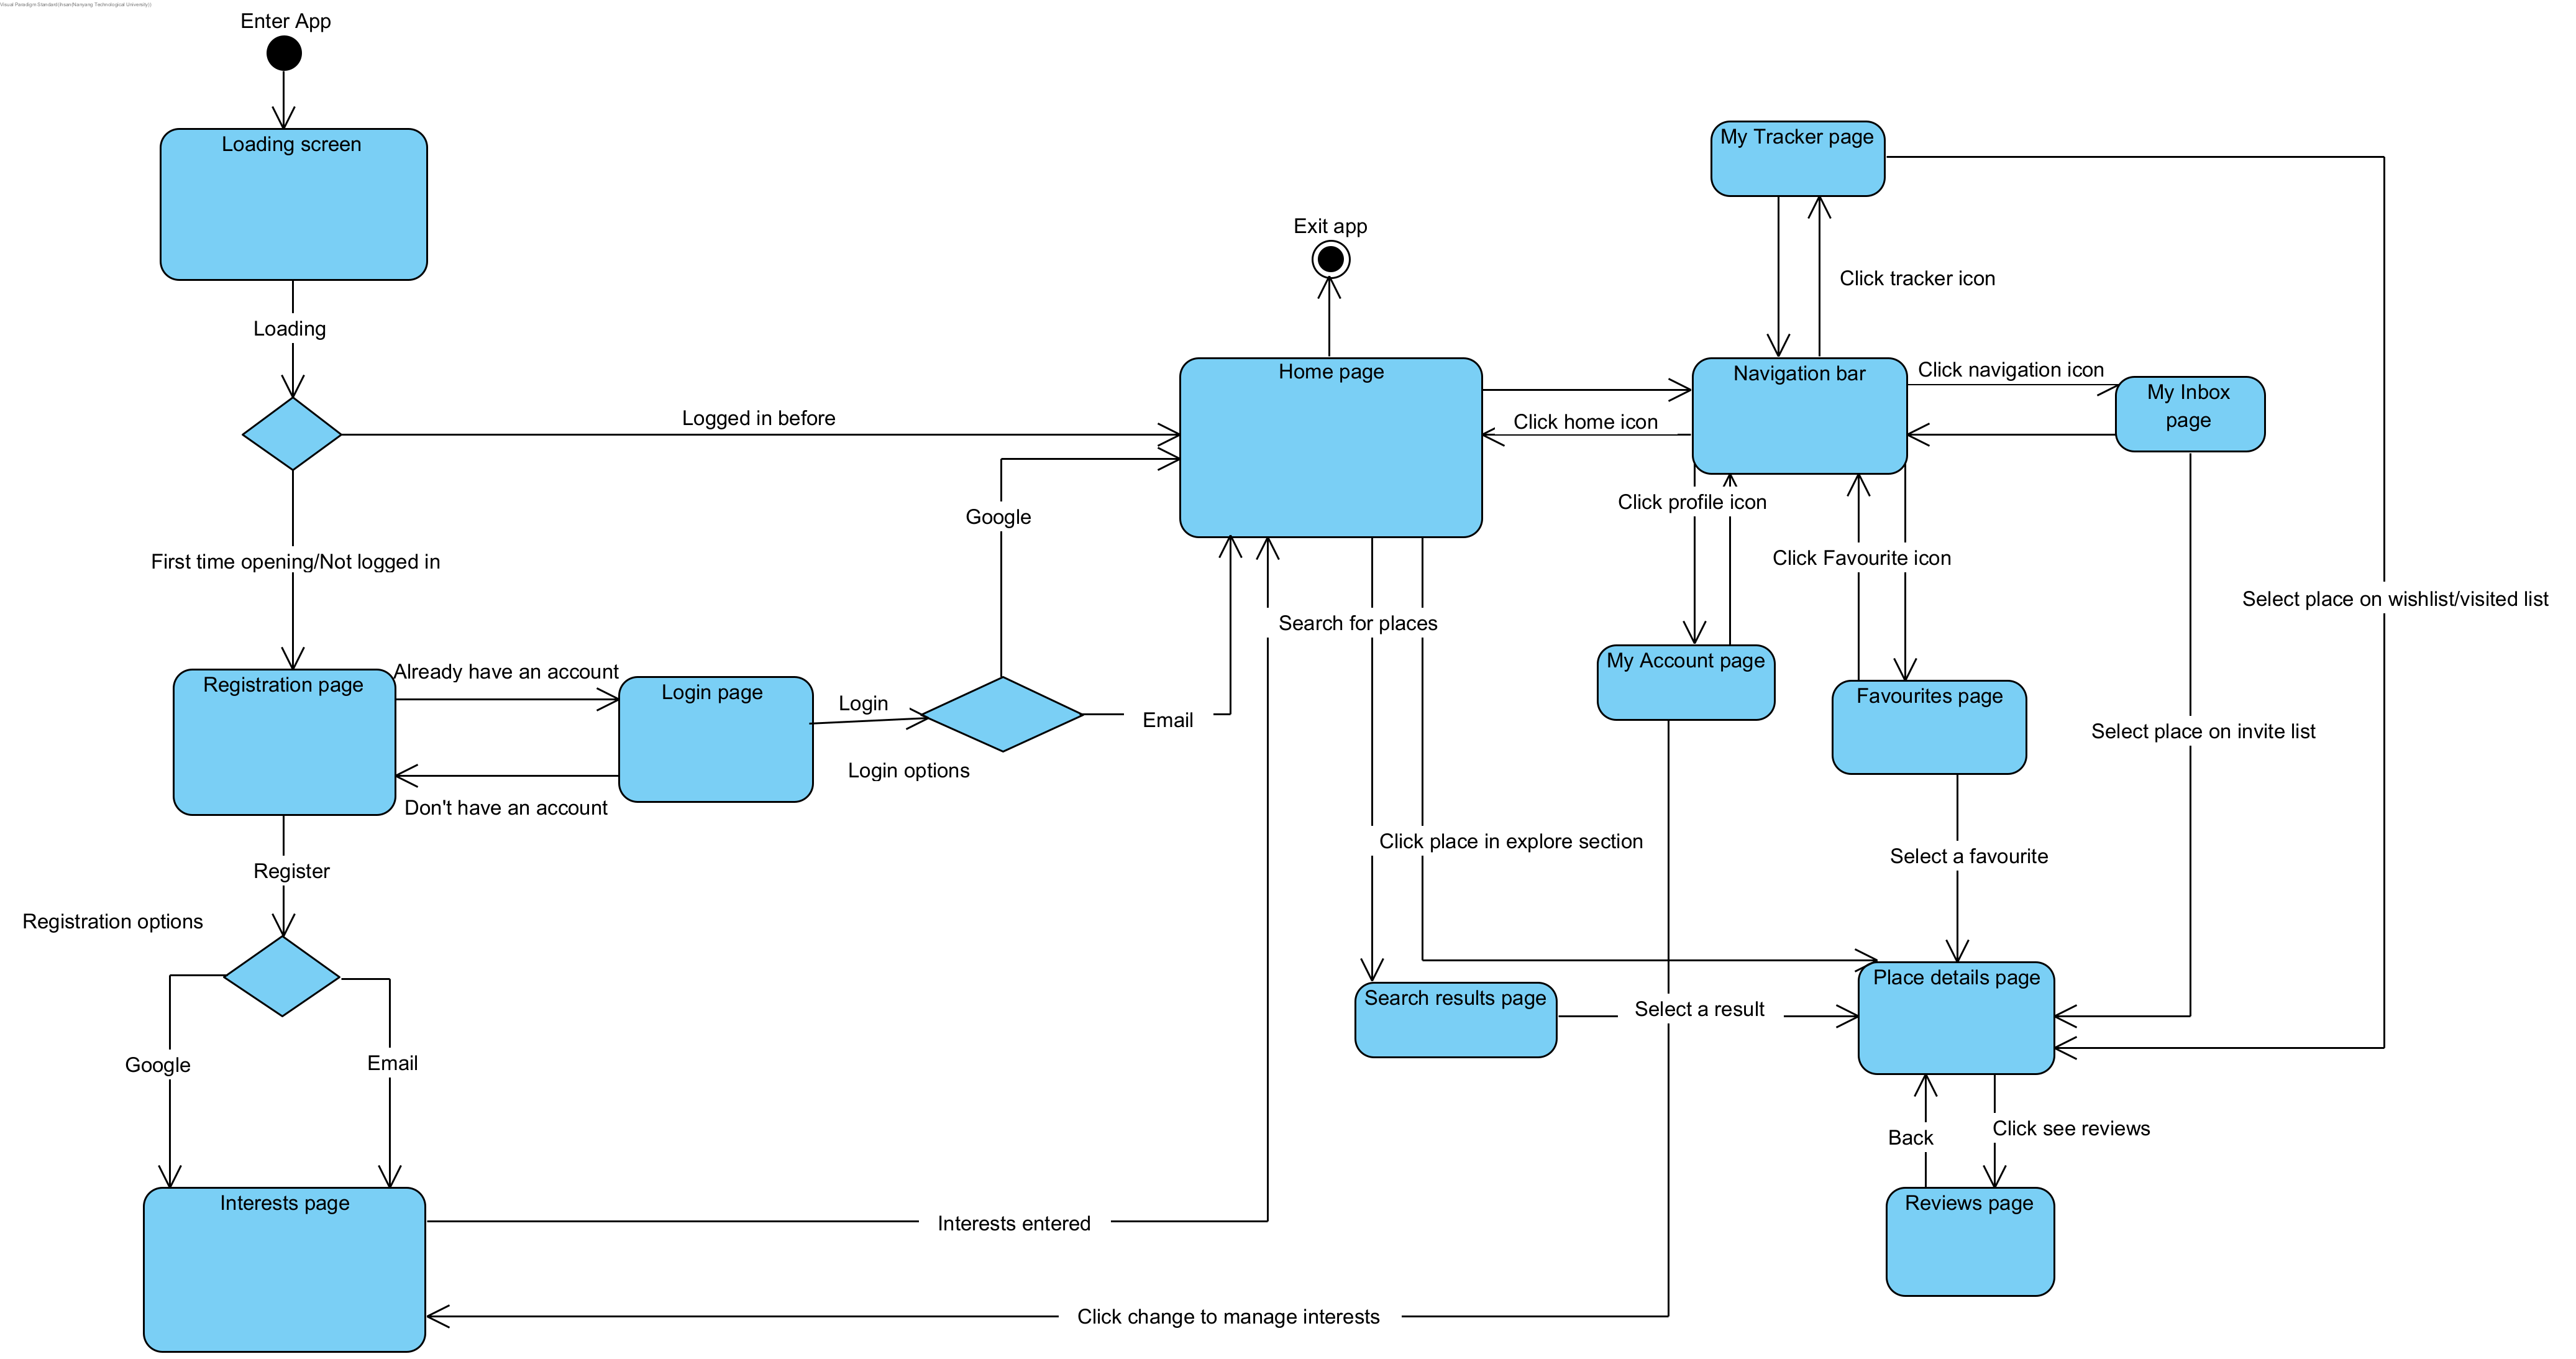 Visual Paradigm Standard(Ihsan(Nanyang Technological University))
Enter App
Loading screen
My Tracker page
Exit app
Click tracker icon
Loading
Home page
Navigation bar
Click navigation icon
My Inbox
page
Logged in before
Click home icon
Google
Click profile icon
First time opening/Not logged in
Click Favourite icon
Search for places
Select place on wishlist/visited list
Already have an account
Registration page
Login page
Login
Email
Login options
Don't have an account
My Account page
Favourites page
Select place on invite list
Click place in explore section
Select a favourite
Register
Registration options
Place details page
Search results page
Select a result
Google
Email
Back
Click see reviews
Interests page
Reviews page
Interests entered
Click change to manage interests